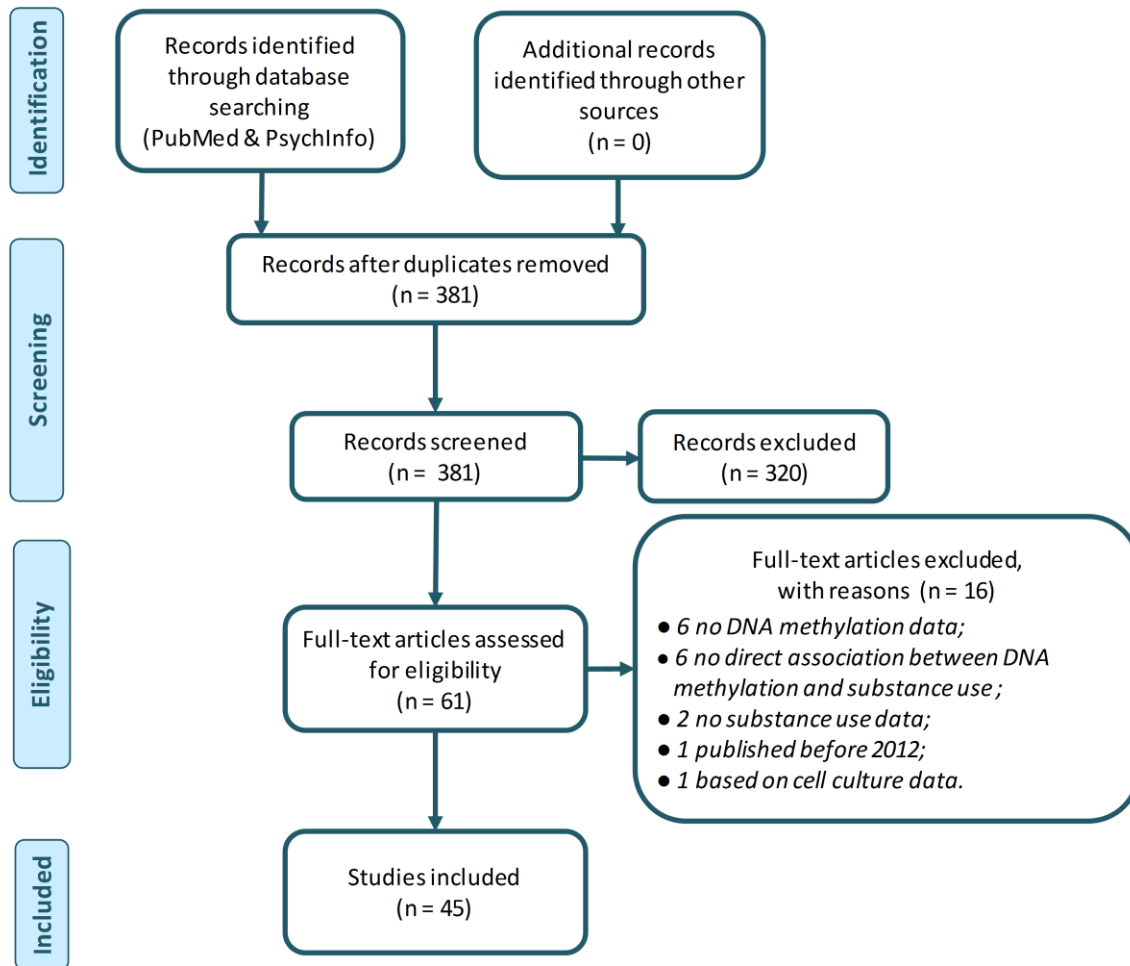 Identification
Records identified
through database
searching
(PubMed & PsychInfo)
Additional records
identified through other
sources
(n = 0)
Screening
Records after duplicates removed
(n = 381)
Records screened
(n = 381)
Records excluded
(n = 320)
Eligibility
Full-text articles assessed
for eligibility
(n = 61)
Full-text articles excluded,
with reasons (n = 16)
● 6 no DNA methylation data;
● 6 no direct association between DNA
methylation and substance use ;
● 2 no substance use data;
● 1 published before 2012;
● 1 based on cell culture data.
Included
Studies included
(n = 45)